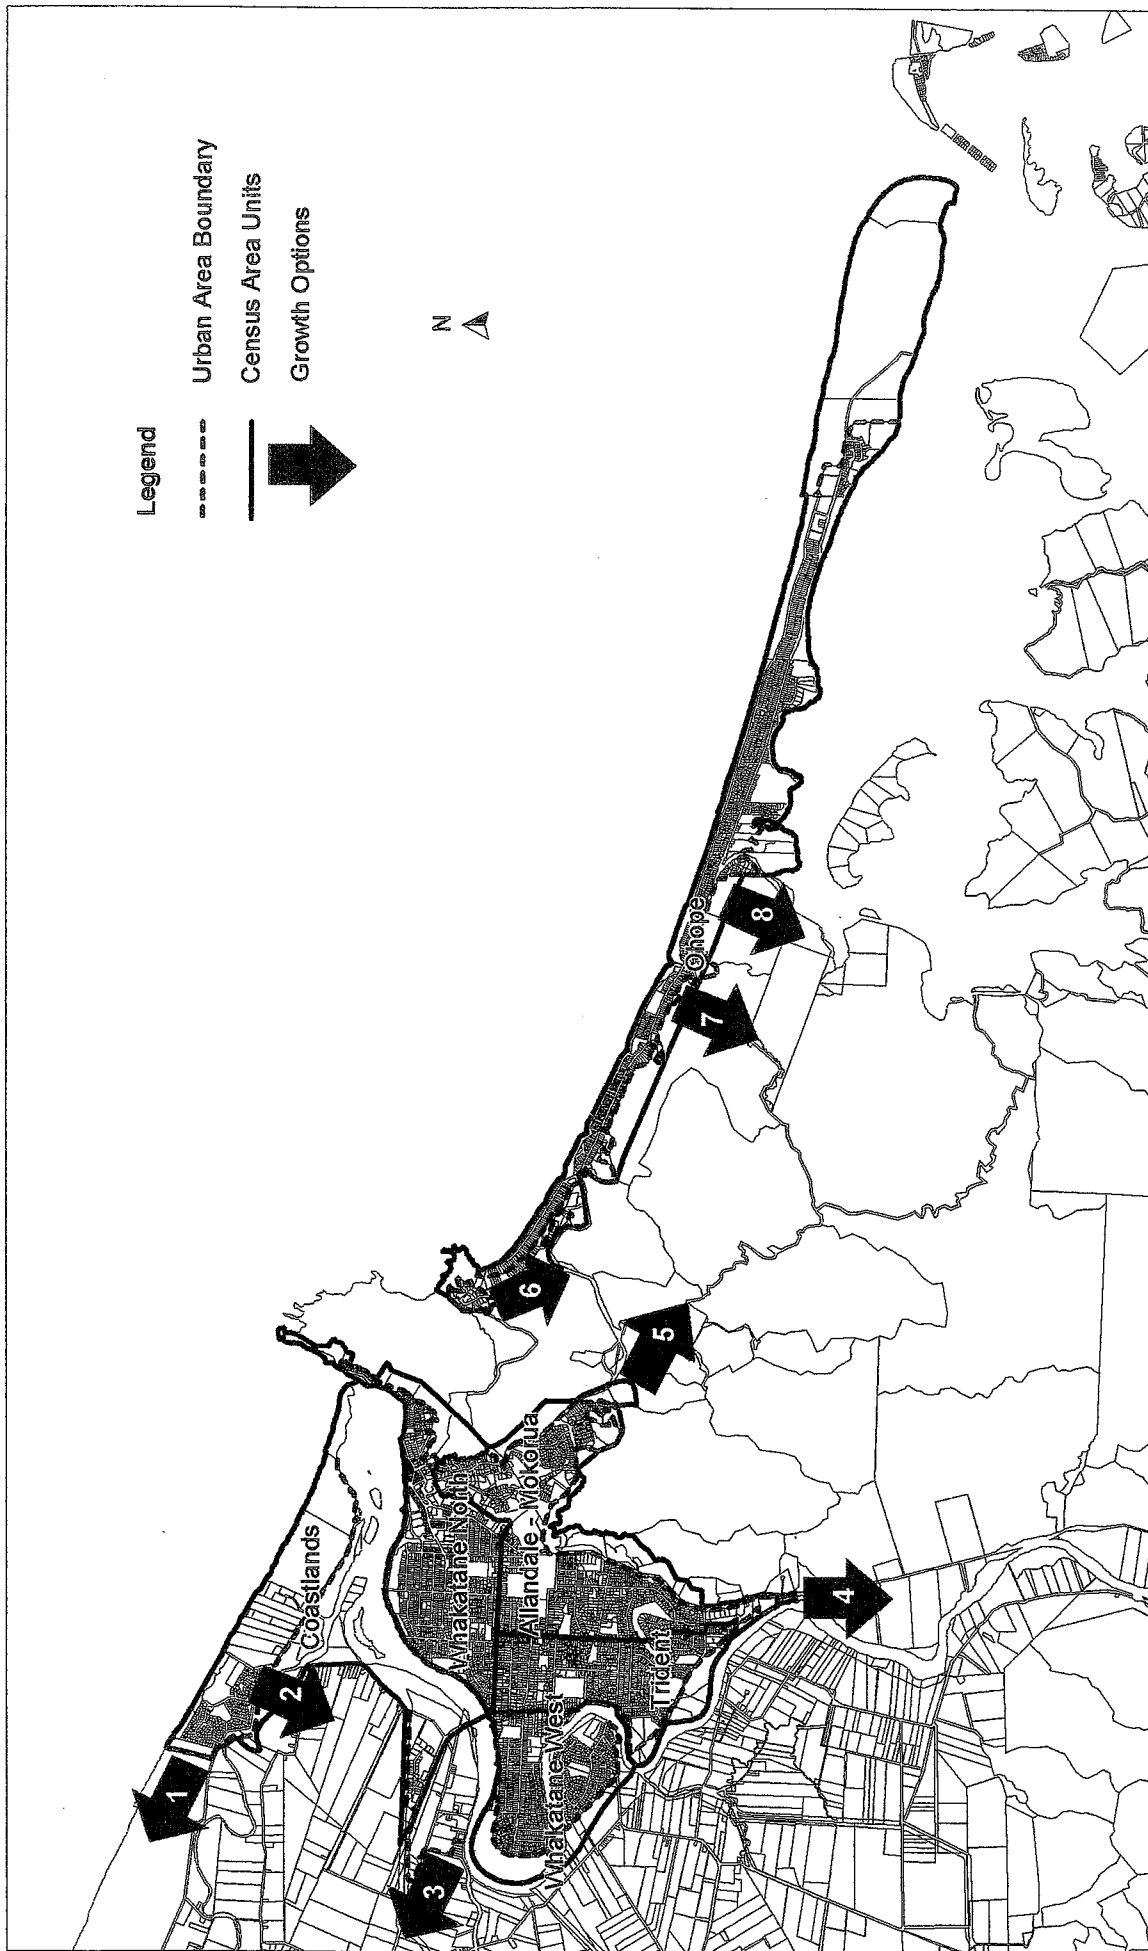 Legend
Urban Area Boundary
Census Area Units
Growth Options
N
Coastlands
Whakatane North
Allandale - Mokorua
Whakatane West
Trident
Ohope
1
2
3
4
5
6
7
8